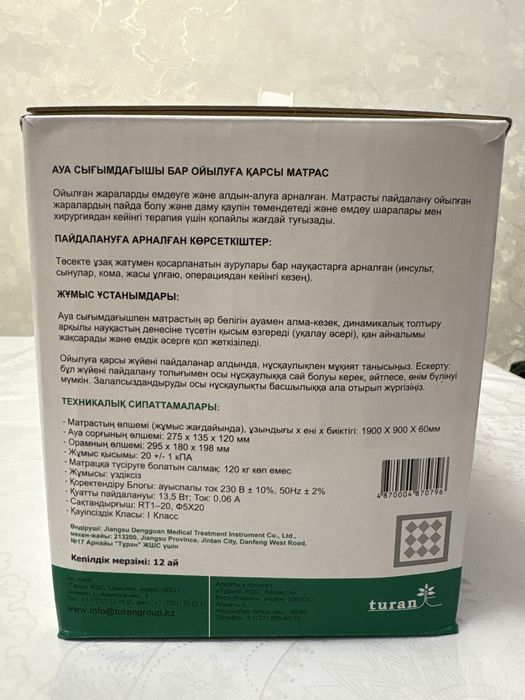 АУА СЫҒЫМДАҒЫШЫ БАР ОЙЫЛУҒА ҚАРСЫ МАТРАС
Ойылған жараларды емдеуге және алдын-алуға арналған. Матрасты пайдалану ойылған
жаралардың пайда болу және даму қаупін төмендетеді және емдеу шаралары мен
хирургиядан кейінгі терапия үшін қолайлы жағдай туғызады.
ПАЙДАЛАНУҒА АРНАЛҒАН КӨРСЕТКІШТЕР:
Төсекте ұзақ жатумен қосарланатын аурулары бар науқастарға арналған (инсульт,
сынулар, кома, жасы ұлғаю, операциядан кейінгі кезең).
ЖҰМЫС ҰСТАНЫМДАРЫ:
Ауа сығымдағышпен матрастың әр бөлігін ауамен алма-кезек, динамикалық толтыру
арқылы науқастың денесіне түсетін қысым өзгереді (уқалау әсері), қан айналымы
жақсарады және емдік әсерге қол жеткізіледі.
Ойылуға қарсы жүйені пайдаланар алдында, нұсқаулықпен мұқият танысыңыз. Ескерту:
бұл жүйені пайдалану толығымен осы нұсқаулыққа сай болуы керек, әйтпесе, өнім бүлінуі
мүмкін. Залалсыздандыруды осы нұсқаулықты басшылыққа ала отырып жүргізіңіз.
ТЕХНИКАЛЫҚ СИПАТТАМАЛАРЫ:
- Матрастың өлшемі (жұмыс жағдайында), ұзындығы х ені х биіктігі: 1900 Х 900 Х 60мм
- Ауа сорғының өлшемі: 275 х 135 х 120 мм
- Орамның өлшемі: 295 х 180 х 198 мм
- Жұмыс қысымы: 20 +/- 1 кПА
- Матрацқа түсіруге болатын салмақ: 120 кг көп емес
- Жұмысы: үздіксіз
- Қоректендіру Блогы: ауыспалы ток 230 В ± 10%, 50Hz ± 2%
- Қуатты пайдалануы: 13,5 Вт; Ток: 0,06 А
- Сақтандырғыш: RT1–20, Ф5Х20
- Қауіпсіздік Класы: I Класс
4870004870796
Өндіруші: Jiangsu Dengguan Medical Treatment Instrument Co., Ltd.,
мекен-жайы: 213200, Jiangsu Province, Jintan City, Danfeng West Road,
№17 Арнайы "Тұран" ЖШС үшін
Кепілдік мерзімі: 12 ай
www.info@turangroup.kz
turan